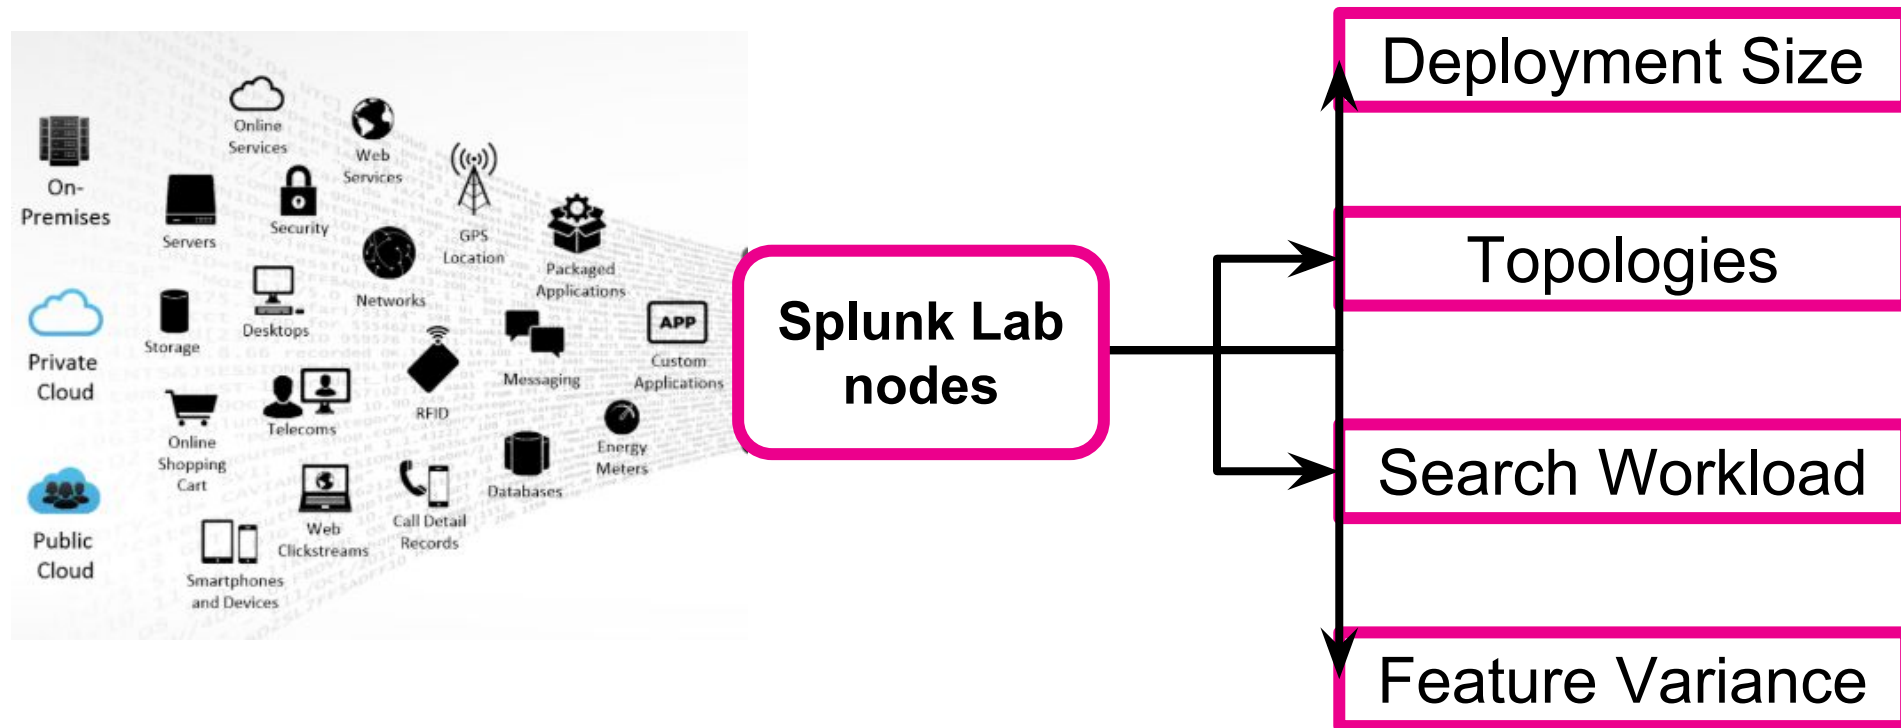 On-
Premises
Private
Cloud
Public
Cloud
Online
Services
Web
Services
Servers
Security
GPS
Location
Packaged
Applications
Storage
Desktops
Networks
Messaging
APP
Custom
Applications
Online
Shopping
Cart
Telecoms
RFID
Energy
Meters
Databases
Web
Clickstreams
Call Detail
Records
Smartphones
and Devices
Splunk Lab
nodes
Deployment Size
Topologies
Search Workload
Feature Variance